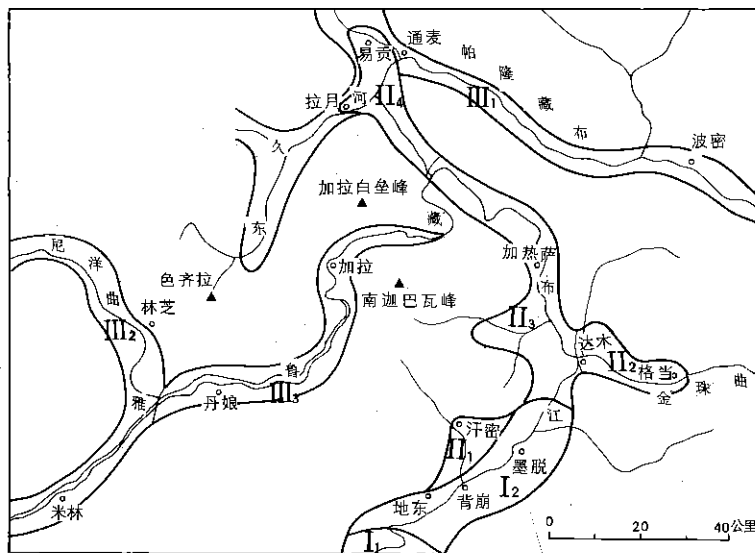 通麦
易贡
帕隆藏布
拉月
河
II₄
III₁
波密
久
加拉白垒峰
东
藏
尼洋曲
色齐拉
加拉
加热萨
林芝
南迦巴瓦峰
布
III₂
II₃
达木
II₂
格当
鲁
金珠曲
雅
丹娘
III₃
江
汗密
II₁
墨脱
I₂
米林
地东
背崩
I₁
0 20 40公里